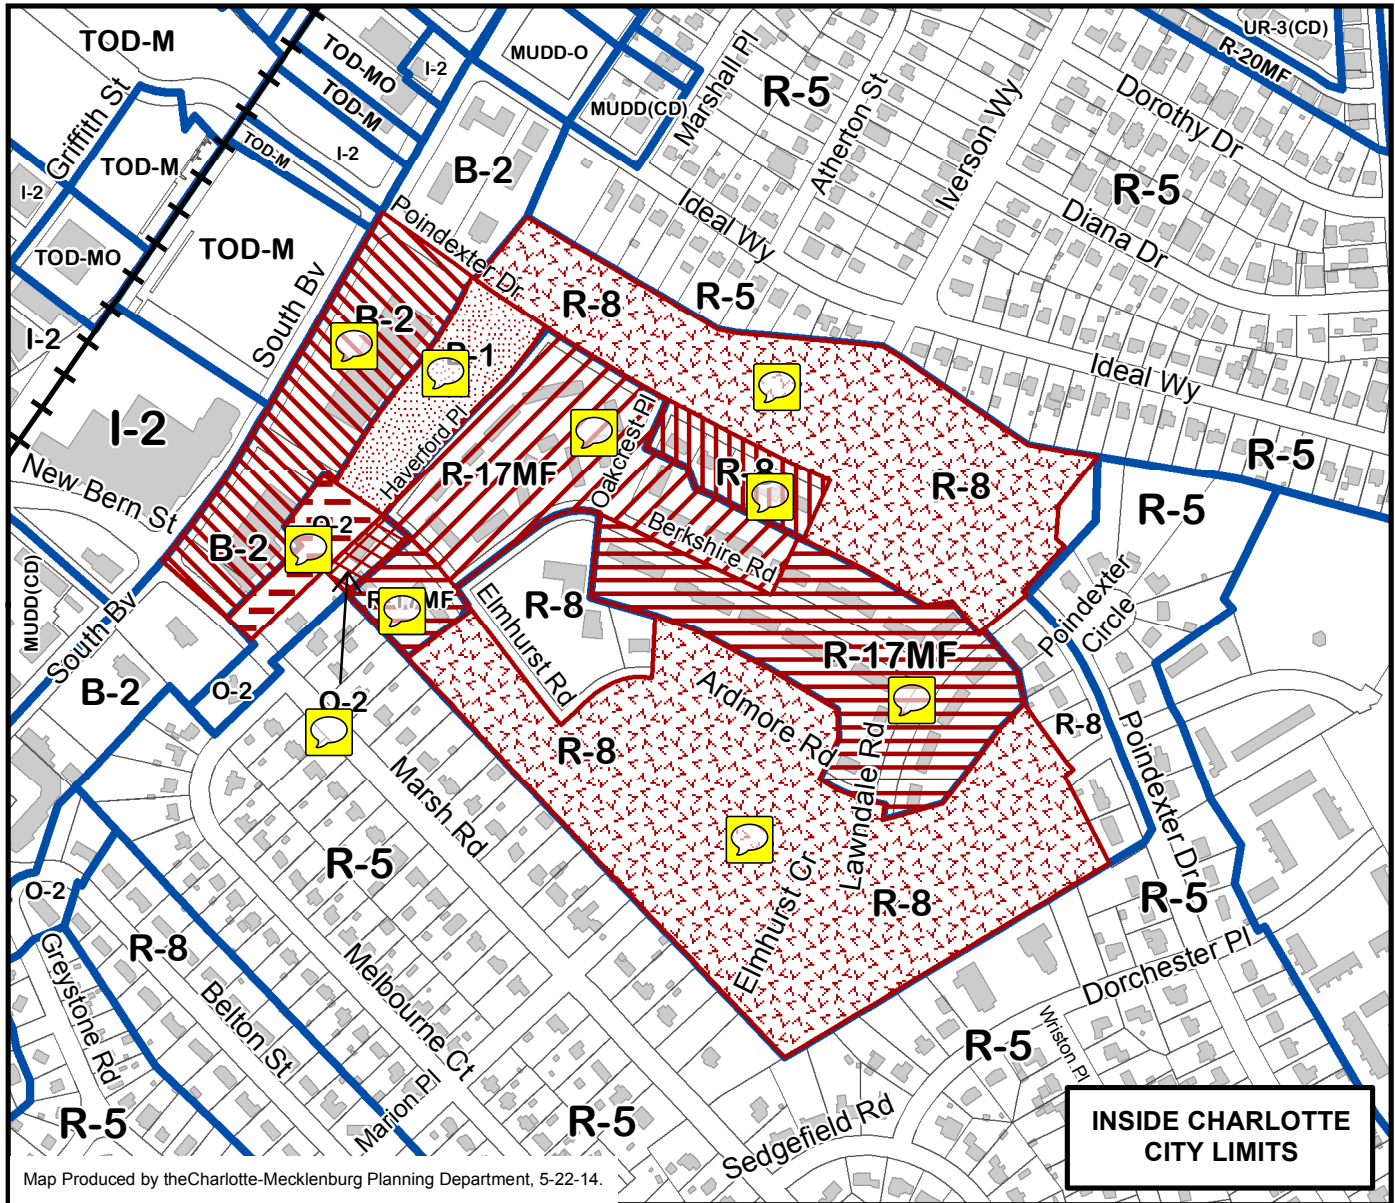 TOD-M
TOD-MO
I-2
MUDD-O
UR-3(CD)
R-20MF
Griffith St
TOD-M
MUDD(CD)
Marshall Pl
R-5
Atherton St
Iverson Wy
Dorothy Dr
TOD-M
TOD-M
I-2
B-2
R-5
I-2
TOD-MO
TOD-M
Poindexter Dr
Ideal Wy
Diana Dr
I-2
South Bv
B-2
R-8
R-5
Ideal Wy
I-2
Haverford Pl
R-17MF
Oakcrest Pl
R-8
R-8
R-5
New Bern St
B-2
O-2
Berkshire Rd
R-5
MUDD(CD)
South Bv
Elmhurst Rd
R-8
Poindexter Circle
R-17MF
B-2
O-2
O-2
Ardmore Rd
R-8
R-8
Poindexter Dr
Marsh Rd
Lawndale Rd
R-5
O-2
Elmhurst Cr
R-8
R-5
R-8
Greystone Rd
Belton St
Melbourne Ct
Dorchester Pl
Wriston Pl
R-5
Marion Pl
R-5
R-5
Sedgefield Rd
INSIDE CHARLOTTE
CITY LIMITS
Map Produced by theCharlotte-Mecklenburg Planning Department, 5-22-14.